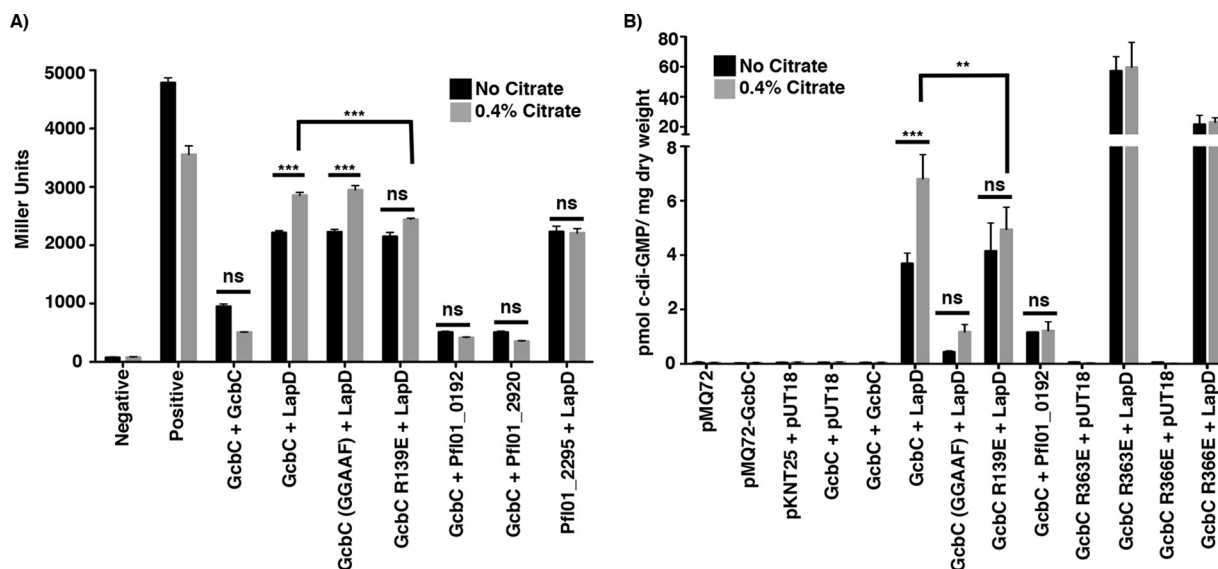 A)
Miller Units
5000
4000
3000
2000
1000
0
No Citrate
0.4% Citrate
ns
***
***
***
ns
ns
ns
ns
Negative
Positive
GcbC + GcbC
GcbC + LapD
GcbC (GGAAF) + LapD
GcbC R139E + LapD
GcbC + Pfl01_0192
GcbC + Pfl01_2920
Pfl01_2295 + LapD
B)
pmol c-di-GMP/ mg dry weight
80
60
40
20
8
6
4
2
0
No Citrate
0.4% Citrate
**
***
ns
ns
ns
pMQ72
pMQ72-GcbC
pKNT25 + pUT18
GcbC + pUT18
GcbC + GcbC
GcbC + LapD
GcbC (GGAAF) + LapD
GcbC R139E + LapD
GcbC + Pfl01_0192
GcbC R363E + pUT18
GcbC R363E + LapD
GcbC R366E + pUT18
GcbC R366E + LapD